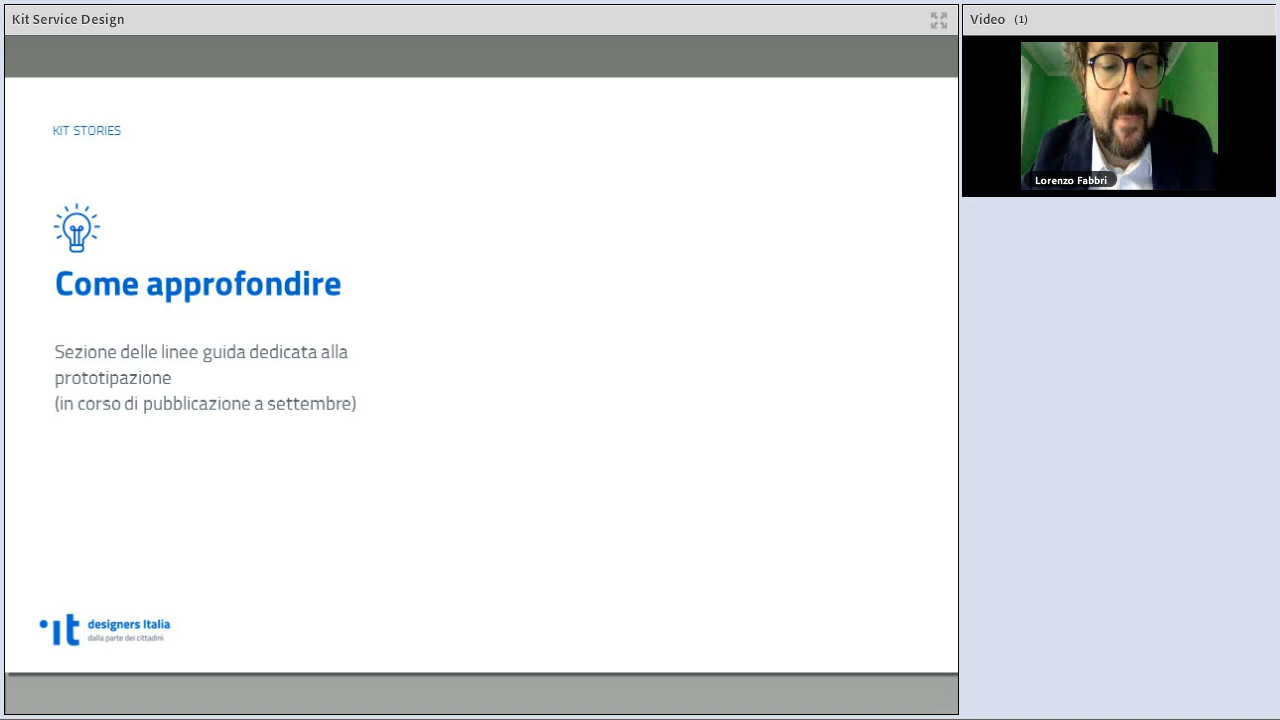 Kit Service Design
Video (1)
KIT STORIES
Come approfondire
Sezione delle linee guida dedicata alla
prototipazione
(in corso di pubblicazione a settembre)
Lorenzo Fabbri
it designers Italia
dalla parte dei cittadini